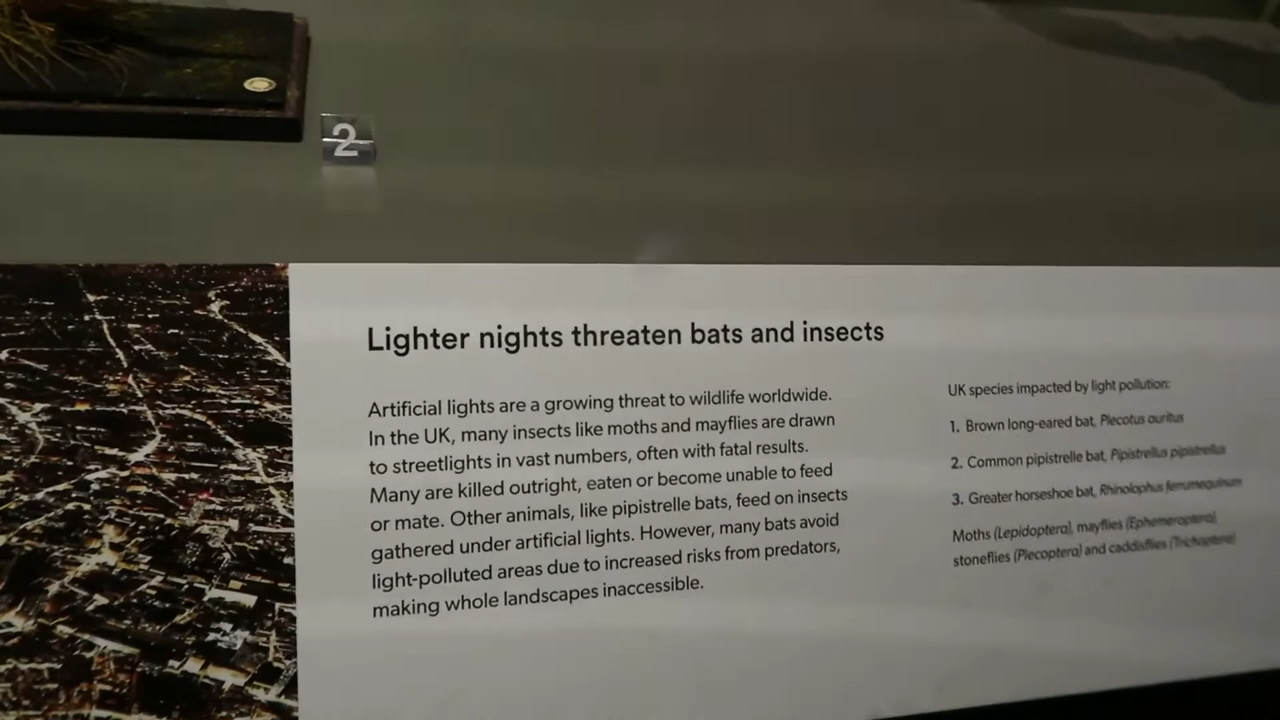 2
Lighter nights threaten bats and insects
Artificial lights are a growing threat to wildlife worldwide.
In the UK, many insects like moths and mayflies are drawn
to streetlights in vast numbers, often with fatal results.
Many are killed outright, eaten or become unable to feed
or mate. Other animals, like pipistrelle bats, feed on insects
gathered under artificial lights. However, many bats avoid
light-polluted areas due to increased risks from predators,
making whole landscapes inaccessible.
UK species impacted by light pollution:
1. Brown long-eared bat, Plecotus auritus
2. Common pipistrelle bat, Pipistrellus pipistrellus
3. Greater horseshoe bat, Rhinolophus ferrumequinum
Moths (Lepidoptera), mayflies (Ephemeroptera)
stoneflies (Plecoptera) and caddisflies (Trichoptera)